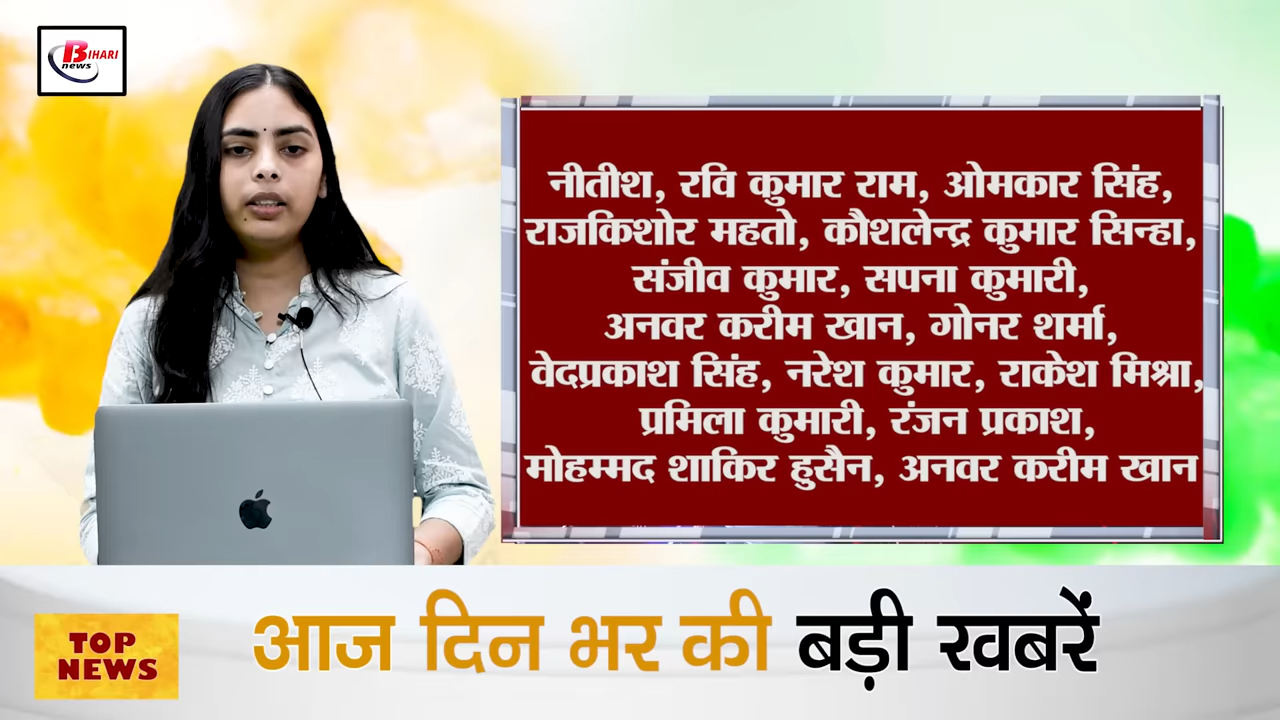 BIHARI
news
नीतीश, रवि कुमार राम, ओमकार सिंह,
राजकिशोर महतो, कौशलेन्द्र कुमार सिन्हा,
संजीव कुमार, सपना कुमारी,
अनवर करीम खान, गोनर शर्मा,
वेदप्रकाश सिंह, नरेश कुमार, राकेश मिश्रा,
प्रमिला कुमारी, रंजन प्रकाश,
मोहम्मद शाकिर हुसैन, अनवर करीम खान
TOP
NEWS
आज दिन भर की बड़ी खबरें